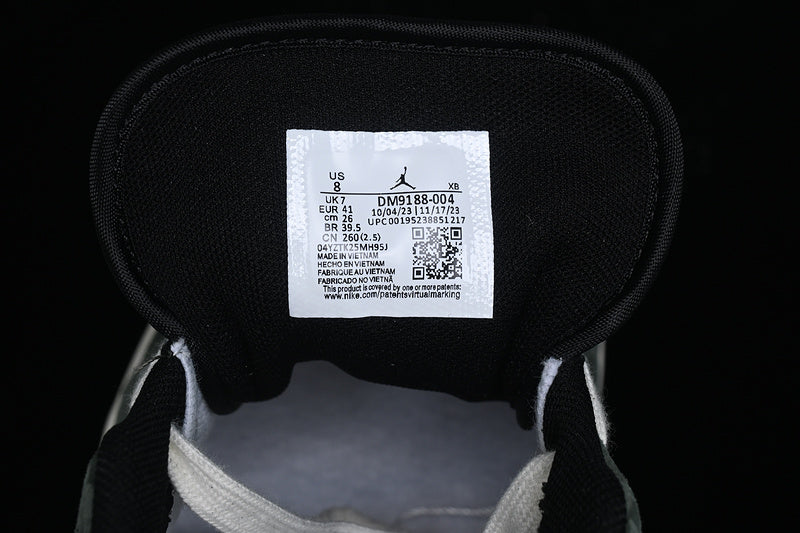 US
8
XB
UK 7 DM9188-004
EUR 41 10/04/23 | 11/17/23
cm 26 UPC 00195238851217
BR 39.5
CN 260(2.5)
04YZTK25MH95J
MADE IN VIETNAM
HECHO EN VIETNAM
FABRIQUE AU VIETNAM
FABRICADO NO VIETNÃ
This product is covered by one or more patents:
www.nike.com/patentsvirtualmarking